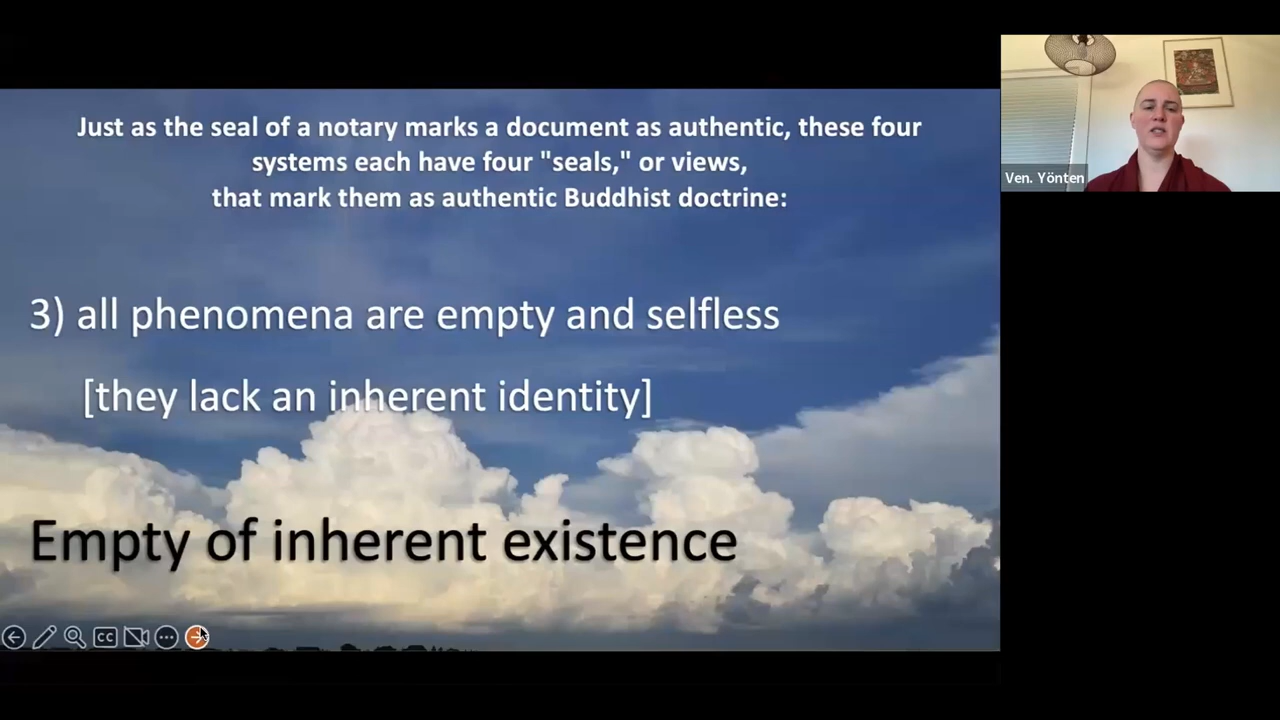 Just as the seal of a notary marks a document as authentic, these four
systems each have four "seals," or views,
that mark them as authentic Buddhist doctrine:
3) all phenomena are empty and selfless
[they lack an inherent identity]
Empty of inherent existence
CC
Ven. Yönten